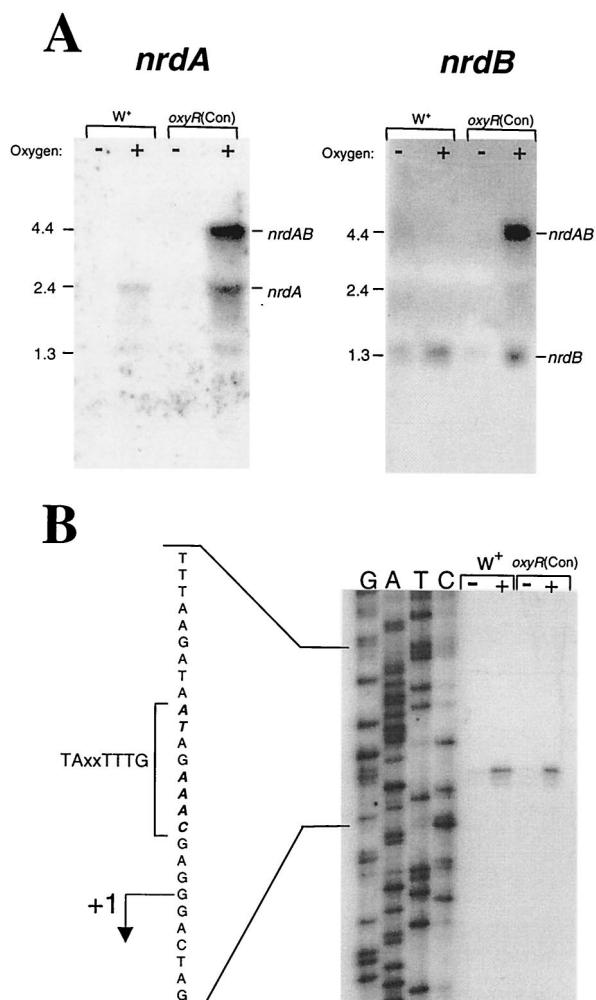 A
nrdA
nrdB
W+ oxyR(Con)
W+ oxyR(Con)
Oxygen: - + - +
Oxygen: - + - +
4.4 nrdAB
2.4 nrdA
1.3
4.4 nrdAB
2.4
1.3 nrdB
B
W+ oxyR(Con)
G A T C - + - +
T
T
T
A
A
G
A
T
A
A
T
A
G
A
A
A
C
G
A
G
G
G
A
C
T
A
G
TAxxTTTG
+1